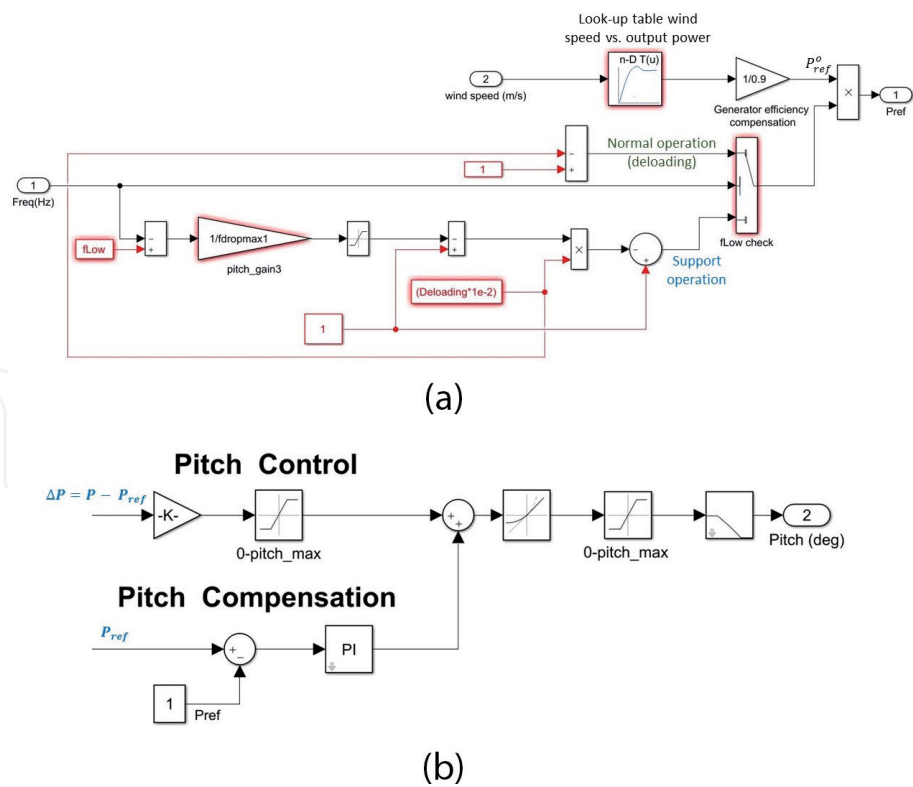 Look-up table wind
speed vs. output power
n-D T(u)
2
wind speed (m/s)
1/0.9
Generator efficiency
compensation
P°ref
×
1
Pref
-
+
1
Normal operation
(deloading)
1
Freq(Hz)
fLow
-
+
1/fdropmax1
pitch_gain3
-
+
×
-
+
fLow check
Support
operation
(Deloading*1e-2)
1
(a)
Pitch Control
ΔP = P − Pref
-K-
0-pitch_max
+
+
0-pitch_max
2
Pitch (deg)
Pitch Compensation
Pref
+
-
PI
1
Pref
(b)